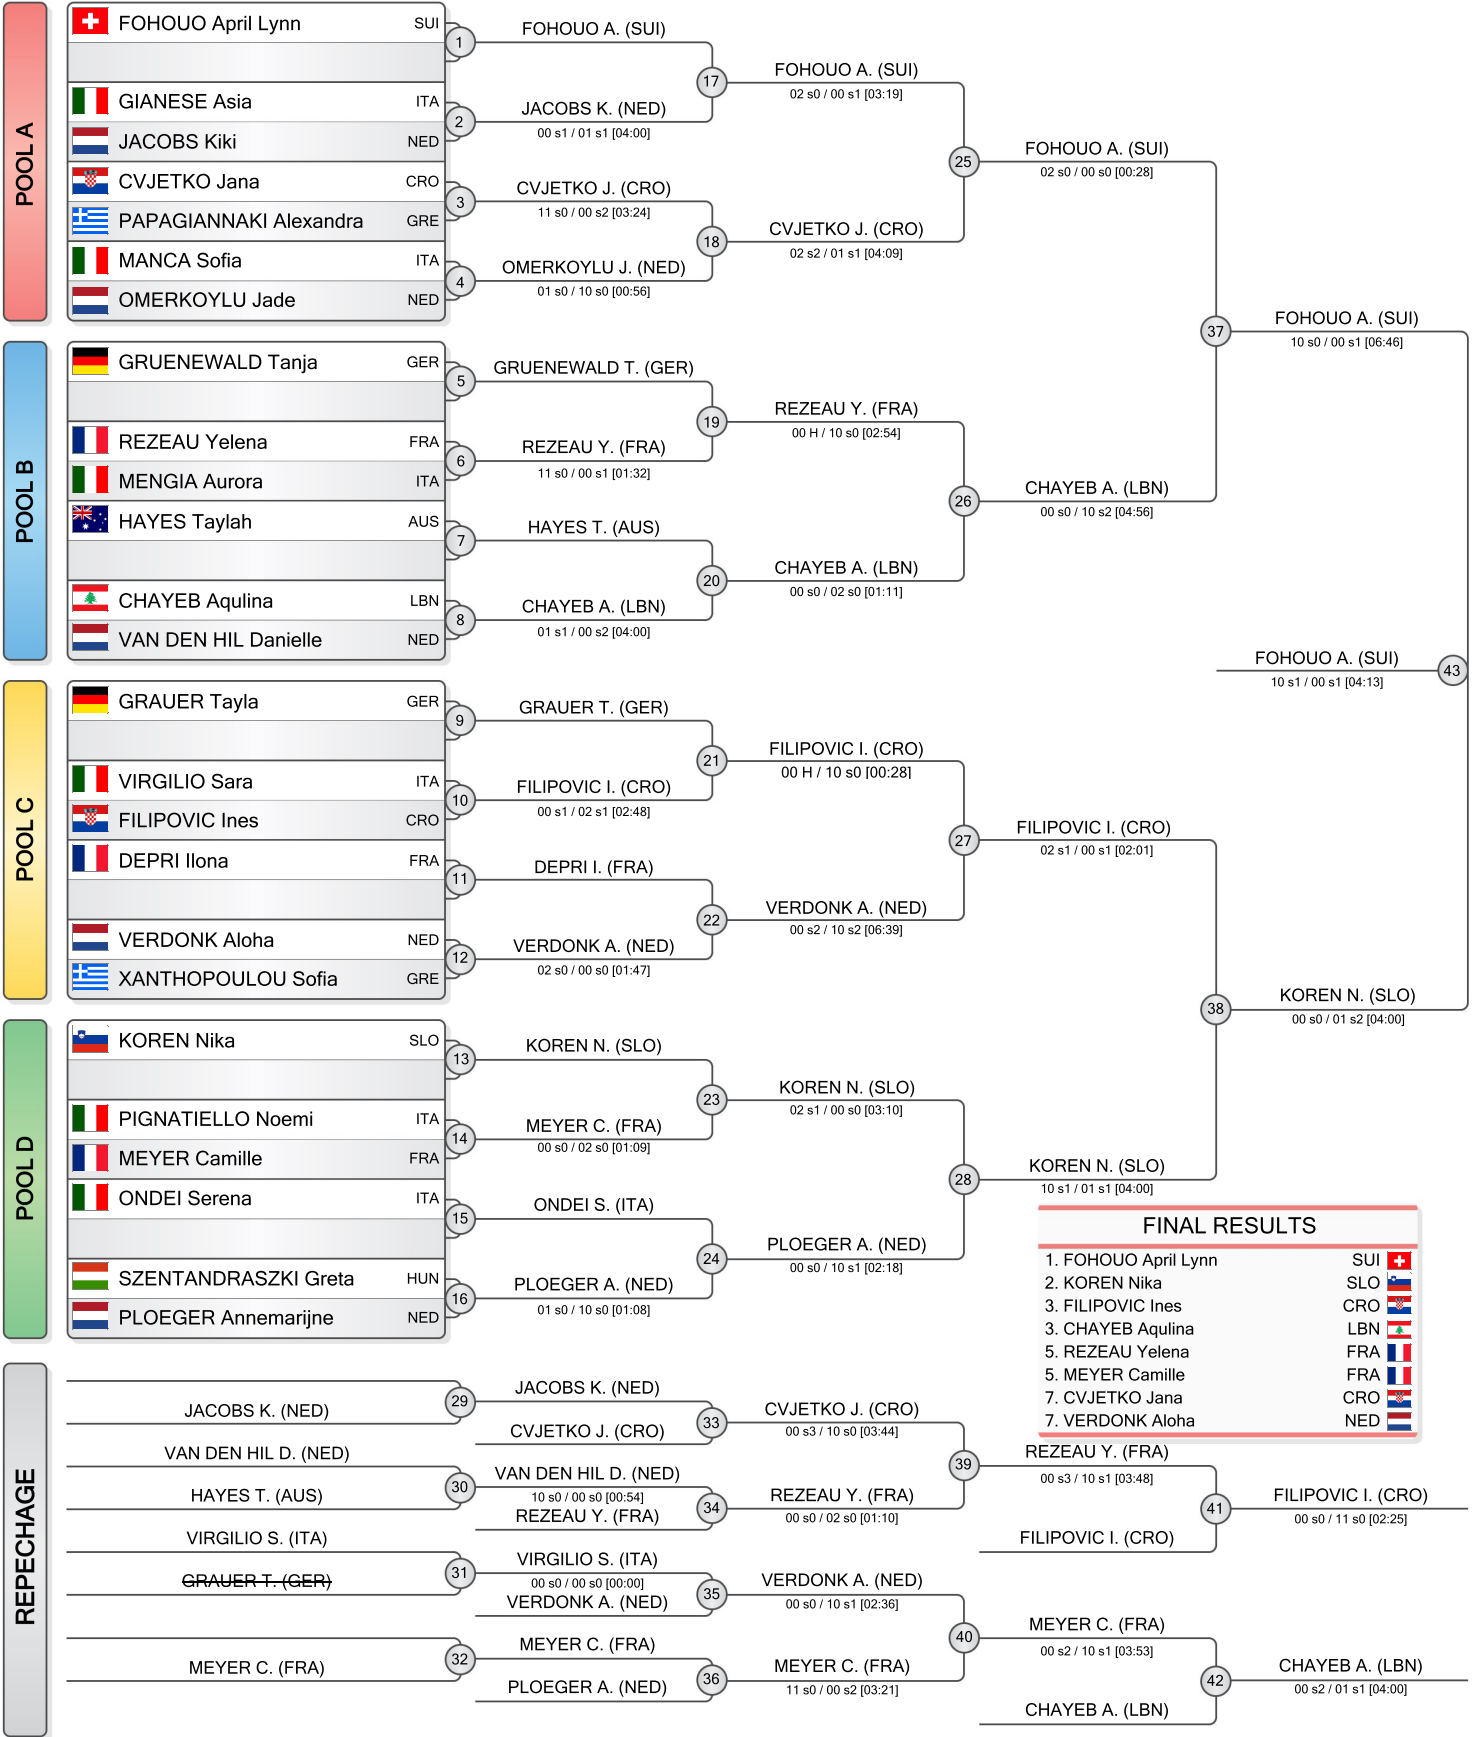 POOL A
FOHOUO April Lynn SUI
GIANESE Asia ITA
JACOBS Kiki NED
CVJETKO Jana CRO
PAPAGIANNAKI Alexandra GRE
MANCA Sofia ITA
OMERKOYLU Jade NED
1
2
3
4
FOHOUO A. (SUI)
JACOBS K. (NED)
00 s1 / 01 s1 [04:00]
CVJETKO J. (CRO)
11 s0 / 00 s2 [03:24]
OMERKOYLU J. (NED)
01 s0 / 10 s0 [00:56]
17
18
FOHOUO A. (SUI)
02 s0 / 00 s1 [03:19]
CVJETKO J. (CRO)
02 s2 / 01 s1 [04:09]
25
FOHOUO A. (SUI)
02 s0 / 00 s0 [00:28]
POOL B
GRUENEWALD Tanja GER
REZEAU Yelena FRA
MENGIA Aurora ITA
HAYES Taylah AUS
CHAYEB Aqulina LBN
VAN DEN HIL Danielle NED
5
6
7
8
GRUENEWALD T. (GER)
REZEAU Y. (FRA)
11 s0 / 00 s1 [01:32]
HAYES T. (AUS)
CHAYEB A. (LBN)
01 s1 / 00 s2 [04:00]
19
20
REZEAU Y. (FRA)
00 H / 10 s0 [02:54]
CHAYEB A. (LBN)
00 s0 / 02 s0 [01:11]
26
CHAYEB A. (LBN)
00 s0 / 10 s2 [04:56]
37
FOHOUO A. (SUI)
10 s0 / 00 s1 [06:46]
FOHOUO A. (SUI)
10 s1 / 00 s1 [04:13]
43
POOL C
GRAUER Tayla GER
VIRGILIO Sara ITA
FILIPOVIC Ines CRO
DEPRI Ilona FRA
VERDONK Aloha NED
XANTHOPOULOU Sofia GRE
9
10
11
12
GRAUER T. (GER)
FILIPOVIC I. (CRO)
00 s1 / 02 s1 [02:48]
DEPRI I. (FRA)
VERDONK A. (NED)
02 s0 / 00 s0 [01:47]
21
22
FILIPOVIC I. (CRO)
00 H / 10 s0 [00:28]
VERDONK A. (NED)
00 s2 / 10 s2 [06:39]
27
FILIPOVIC I. (CRO)
02 s1 / 00 s1 [02:01]
POOL D
KOREN Nika SLO
PIGNATIELLO Noemi ITA
MEYER Camille FRA
ONDEI Serena ITA
SZENTANDRASZKI Greta HUN
PLOEGER Annemarijne NED
13
14
15
16
KOREN N. (SLO)
MEYER C. (FRA)
00 s0 / 02 s0 [01:09]
ONDEI S. (ITA)
PLOEGER A. (NED)
01 s0 / 10 s0 [01:08]
23
24
KOREN N. (SLO)
02 s1 / 00 s0 [03:10]
PLOEGER A. (NED)
00 s0 / 10 s1 [02:18]
28
KOREN N. (SLO)
10 s1 / 01 s1 [04:00]
38
KOREN N. (SLO)
00 s0 / 01 s2 [04:00]
FINAL RESULTS
1. FOHOUO April Lynn SUI
2. KOREN Nika SLO
3. FILIPOVIC Ines CRO
3. CHAYEB Aqulina LBN
5. REZEAU Yelena FRA
5. MEYER Camille FRA
7. CVJETKO Jana CRO
7. VERDONK Aloha NED
REPECHAGE
JACOBS K. (NED)
VAN DEN HIL D. (NED)
HAYES T. (AUS)
VIRGILIO S. (ITA)
GRAUER T. (GER)
MEYER C. (FRA)
29
30
31
32
JACOBS K. (NED)
CVJETKO J. (CRO)
VAN DEN HIL D. (NED)
10 s0 / 00 s0 [00:54]
REZEAU Y. (FRA)
VIRGILIO S. (ITA)
00 s0 / 00 s0 [00:00]
VERDONK A. (NED)
MEYER C. (FRA)
PLOEGER A. (NED)
33
34
35
36
CVJETKO J. (CRO)
00 s3 / 10 s0 [03:44]
REZEAU Y. (FRA)
00 s0 / 02 s0 [01:10]
VERDONK A. (NED)
00 s0 / 10 s1 [02:36]
MEYER C. (FRA)
11 s0 / 00 s2 [03:21]
39
40
REZEAU Y. (FRA)
00 s3 / 10 s1 [03:48]
FILIPOVIC I. (CRO)
MEYER C. (FRA)
00 s2 / 10 s1 [03:53]
CHAYEB A. (LBN)
41
42
FILIPOVIC I. (CRO)
00 s0 / 11 s0 [02:25]
CHAYEB A. (LBN)
00 s2 / 01 s1 [04:00]